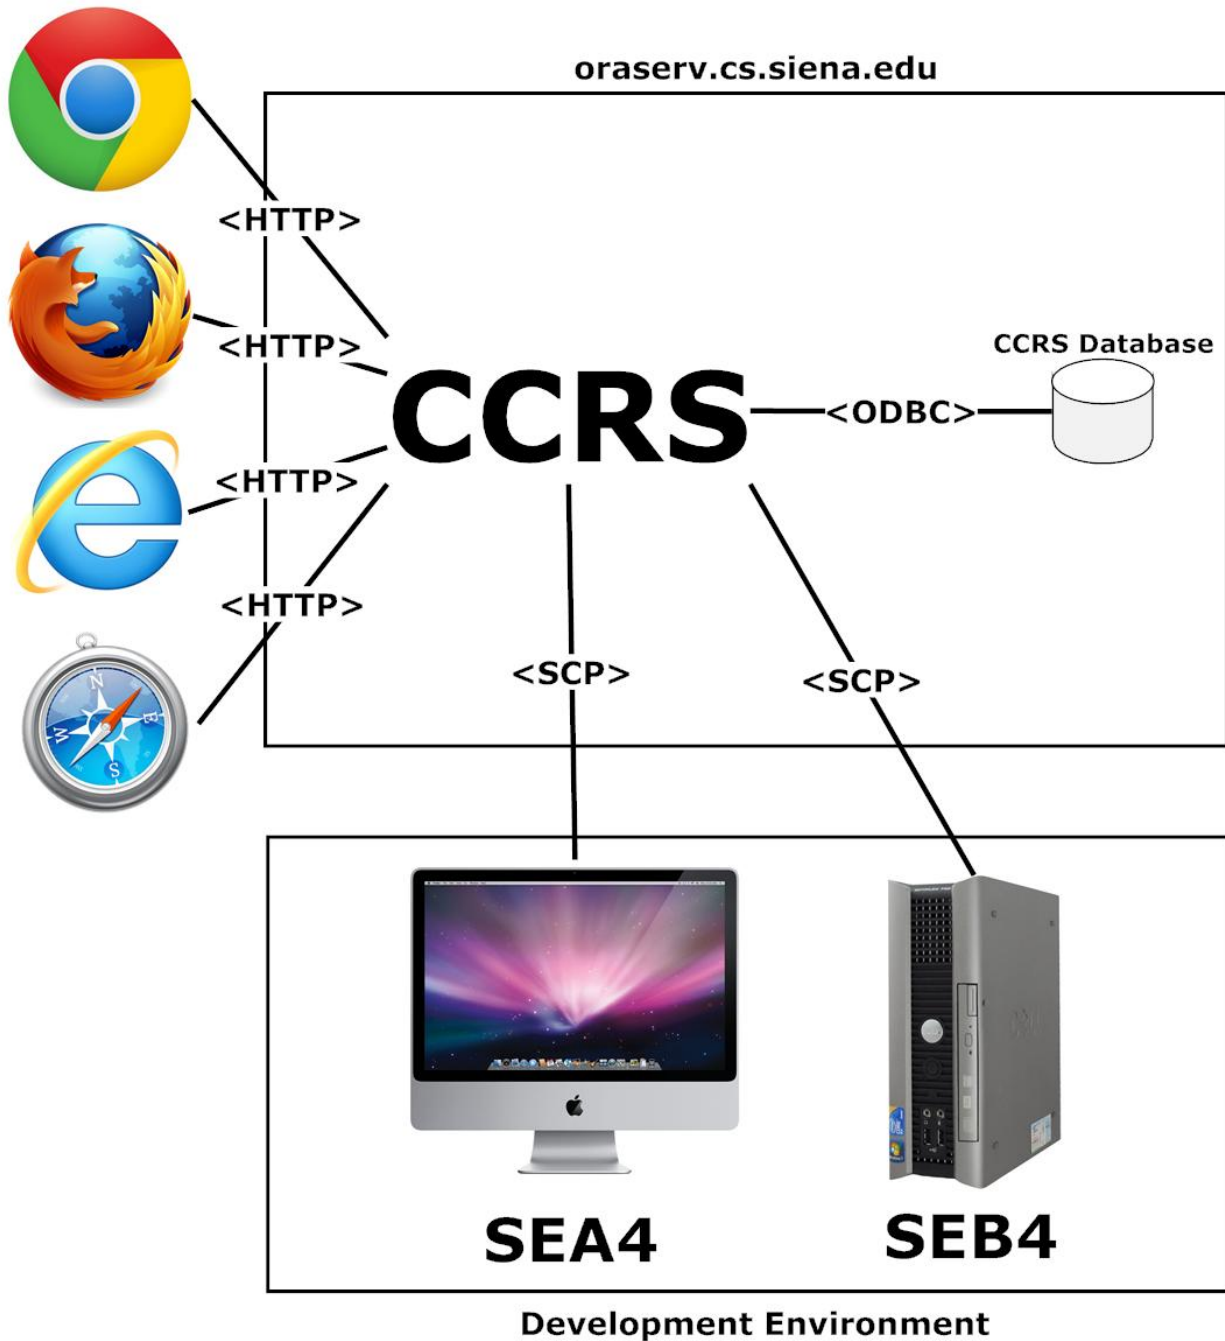 oraserv.cs.siena.edu
<HTTP>
<HTTP>
CCRS Database
CCRS
<ODBC>
<HTTP>
<HTTP>
N
E
S
W
<SCP>
<SCP>
SEA4
SEB4
Development Environment